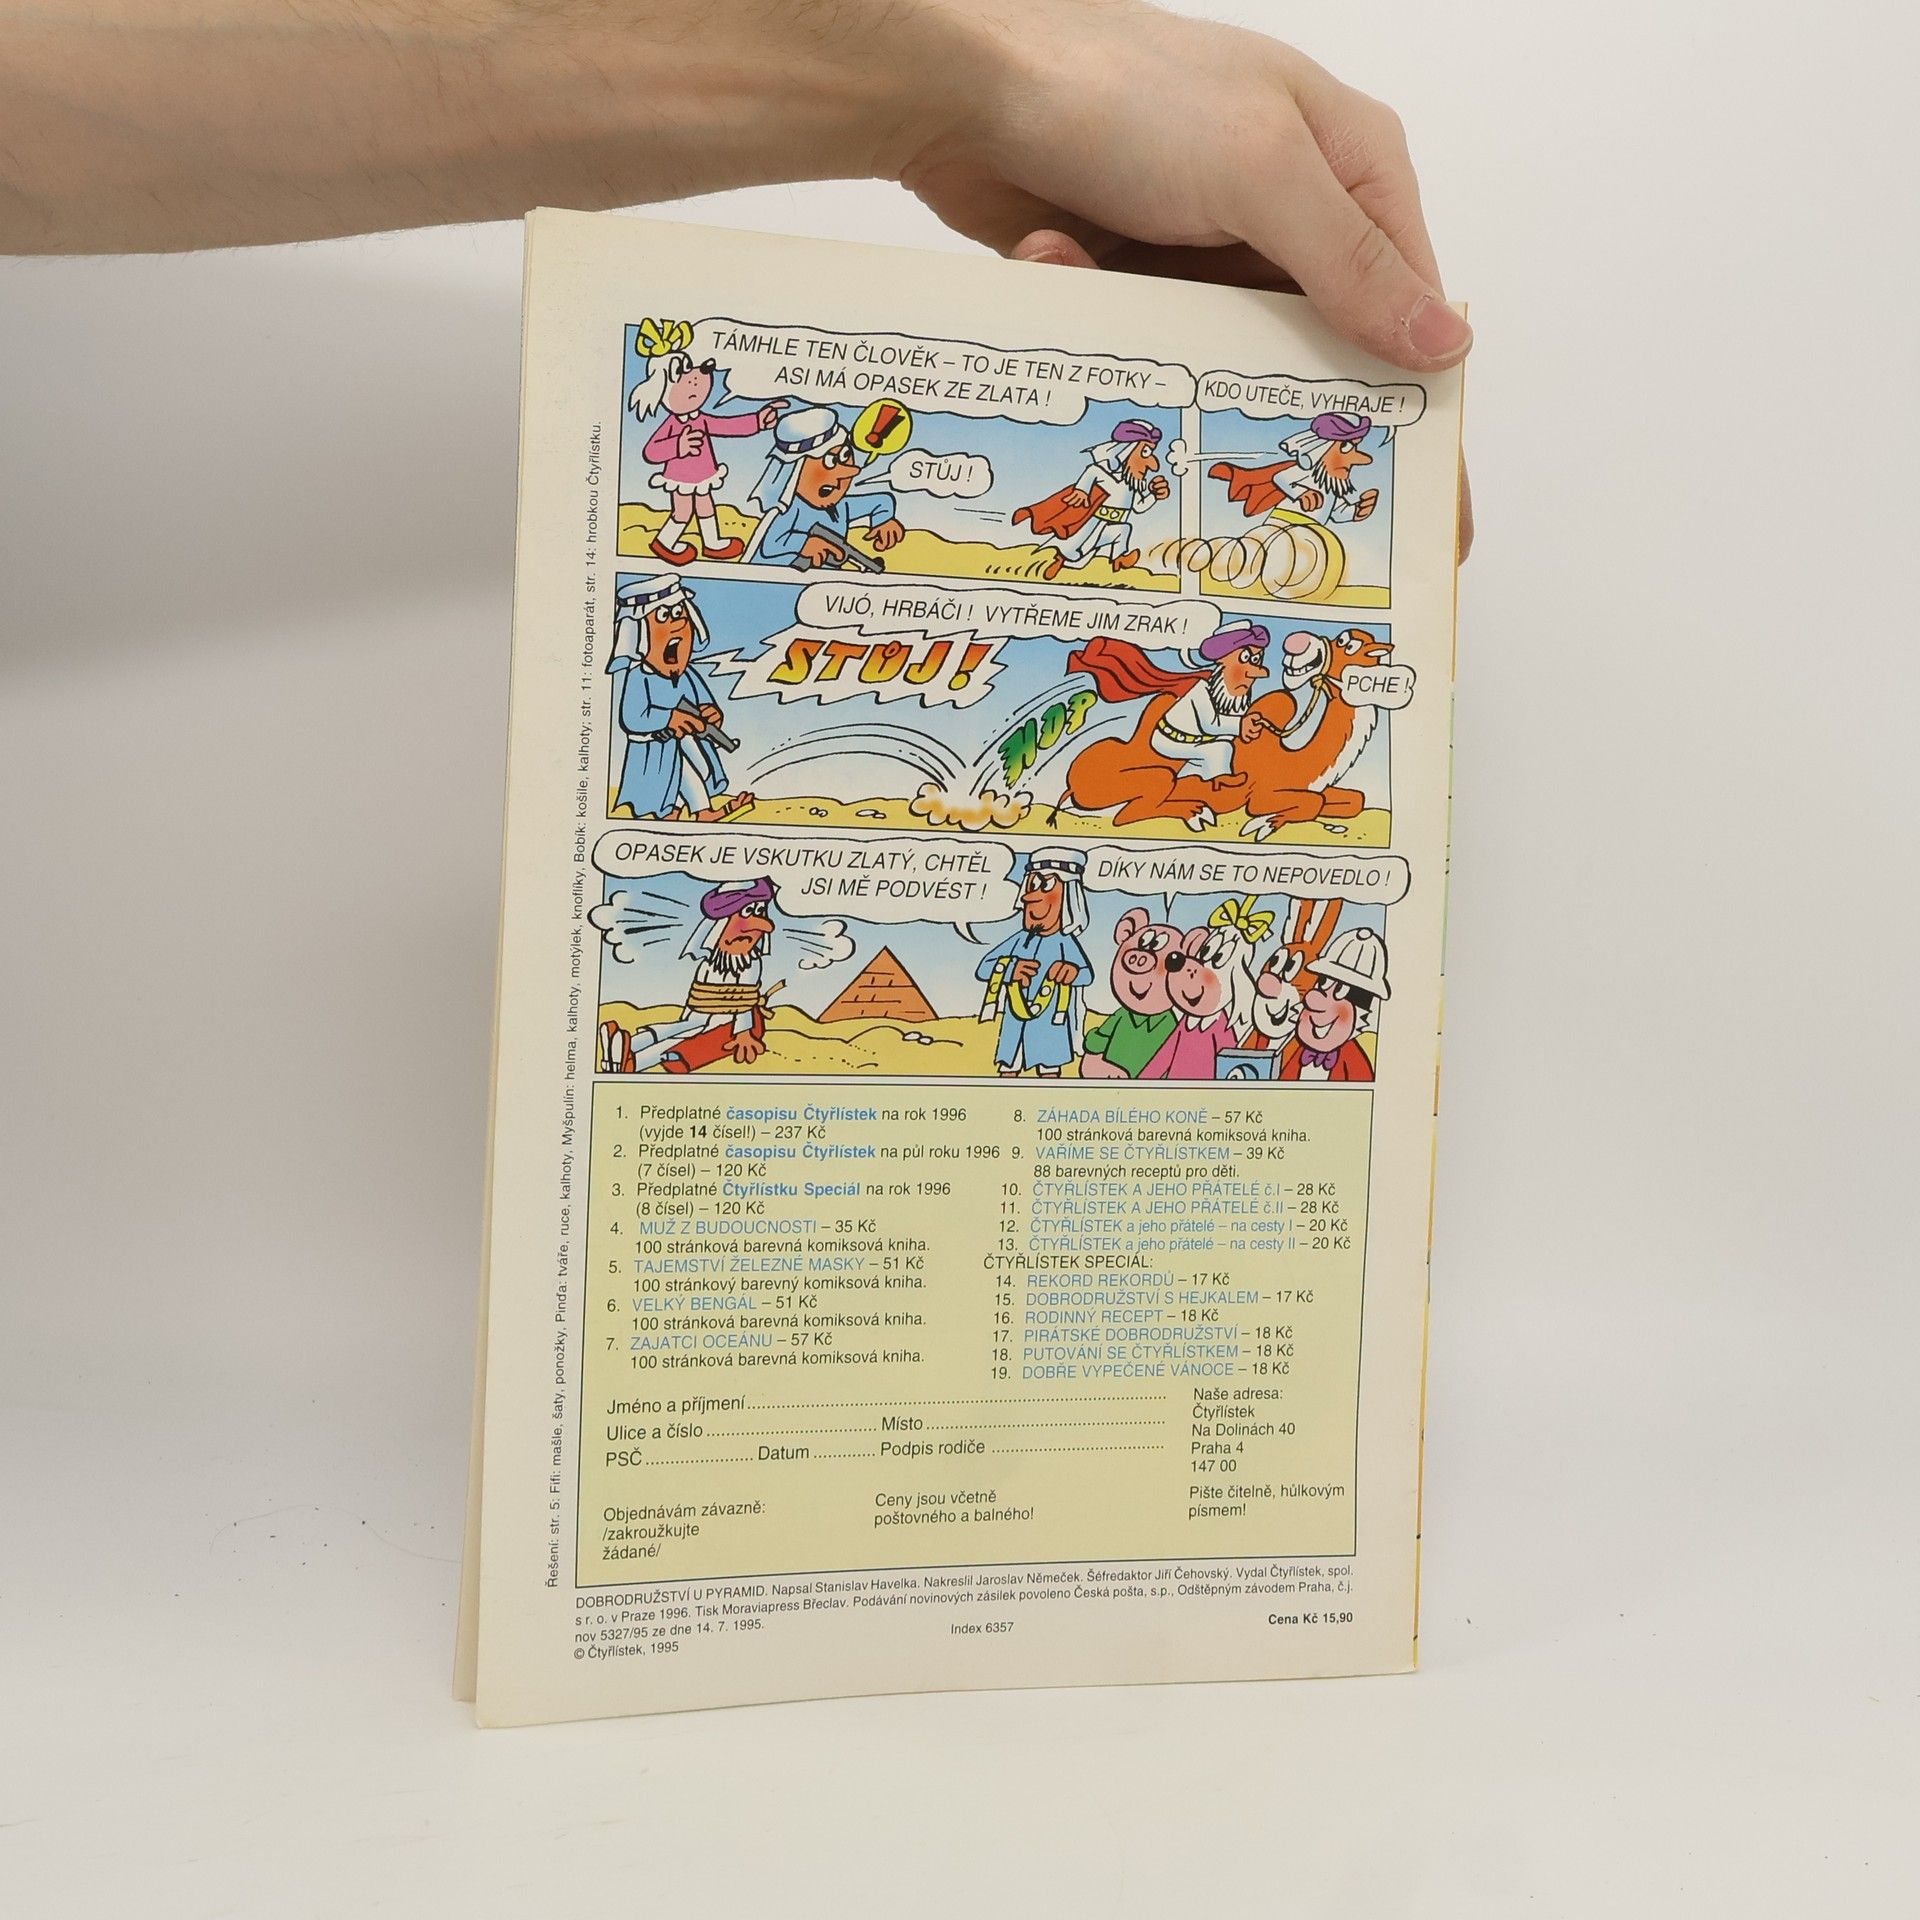 TÁMHLE TEN ČLOVĚK – TO JE TEN Z FOTKY –
ASI MÁ OPASEK ZE ZLATA !
STŮJ !
KDO UTEČE, VYHRAJE !
VIJÓ, HRBÁČI ! VYTŘEME JIM ZRAK !
STŮJ !
HOP
PCHE !
OPASEK JE VSKUTKU ZLATÝ, CHTĚL
JSI MĚ PODVÉST !
DÍKY NÁM SE TO NEPOVEDLO !
1. Předplatné časopisu Čtyřlístek na rok 1996
(vyjde 14 čísel!) – 237 Kč
2. Předplatné časopisu Čtyřlístek na půl roku 1996
(7 čísel) – 120 Kč
3. Předplatné Čtyřlístku Speciál na rok 1996
(8 čísel) – 120 Kč
4. MUŽ Z BUDOUCNOSTI – 35 Kč
100 stránková barevná komiksová kniha.
5. TAJEMSTVÍ ŽELEZNÉ MASKY – 51 Kč
100 stránkový barevný komiksová kniha.
6. VELKÝ BENGÁL – 51 Kč
100 stránková barevná komiksová kniha.
7. ZAJATCI OCEÁNU – 57 Kč
100 stránková barevná komiksová kniha.
8. ZÁHADA BÍLÉHO KONĚ – 57 Kč
100 stránková barevná komiksová kniha.
9. VAŘÍME SE ČTYŘLÍSTKEM – 39 Kč
88 barevných receptů pro děti.
10. ČTYŘLÍSTEK A JEHO PŘÁTELÉ č.I – 28 Kč
11. ČTYŘLÍSTEK A JEHO PŘÁTELÉ č.II – 28 Kč
12. ČTYŘLÍSTEK a jeho přátelé – na cesty I – 20 Kč
13. ČTYŘLÍSTEK a jeho přátelé – na cesty II – 20 Kč
ČTYŘLÍSTEK SPECIÁL:
14. REKORD REKORDŮ – 17 Kč
15. DOBRODRUŽSTVÍ S HEJKALEM – 17 Kč
16. RODINNÝ RECEPT – 18 Kč
17. PIRÁTSKÉ DOBRODRUŽSTVÍ – 18 Kč
18. PUTOVÁNÍ SE ČTYŘLÍSTKEM – 18 Kč
19. DOBŘE VYPEČENÉ VÁNOCE – 18 Kč
Jméno a příjmení
Ulice a číslo Místo
PSČ Datum Podpis rodiče
Naše adresa:
Čtyřlístek
Na Dolinách 40
Praha 4
147 00
Objednávám závazně:
/zakroužkujte
žádané/
Ceny jsou včetně
poštovného a balného!
Pište čitelně, hůlkovým
písmem!
DOBRODRUŽSTVÍ U PYRAMID. Napsal Stanislav Havelka. Nakreslil Jaroslav Němeček. Šéfredaktor Jiří Čehovský. Vydal Čtyřlístek, spol.
s r. o. v Praze 1996. Tisk Moraviapress Břeclav. Podávání novinových zásilek povoleno Česká pošta, s.p., Odštěpným závodem Praha, č.j.
nov 5327/95 ze dne 14. 7. 1995.
© Čtyřlístek, 1995
Index 6357
Cena Kč 15,90
Řešení: str. 5: Fifi: mašle, šaty, ponožky, Pinďa: tváře, ruce, kalhoty, Myšpulín: helma, kalhoty, motýlek, knoflíky, Bobík: košile, kalhoty; str. 11: fotoaparát, str. 14: hrobkou Čtyřlístku.